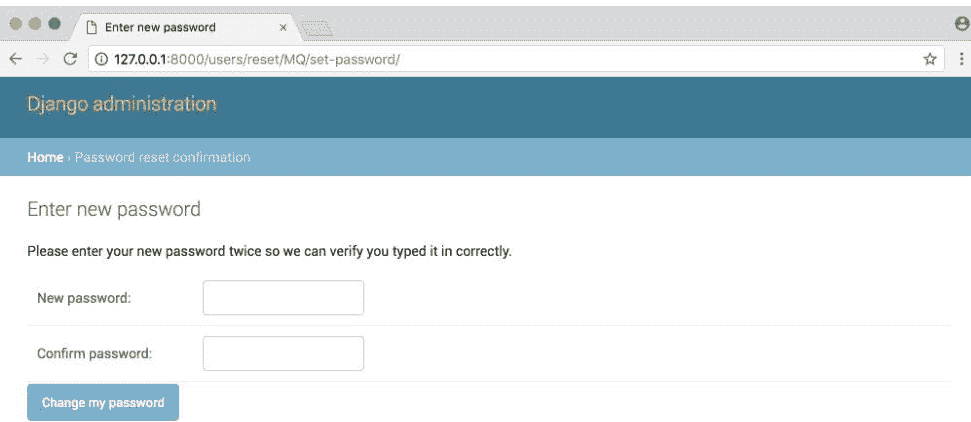 Enter new password
127.0.0.1:8000/users/reset/MQ/set-password/
Django administration
Home › Password reset confirmation
Enter new password
Please enter your new password twice so we can verify you typed it in correctly.
New password:
Confirm password:
Change my password